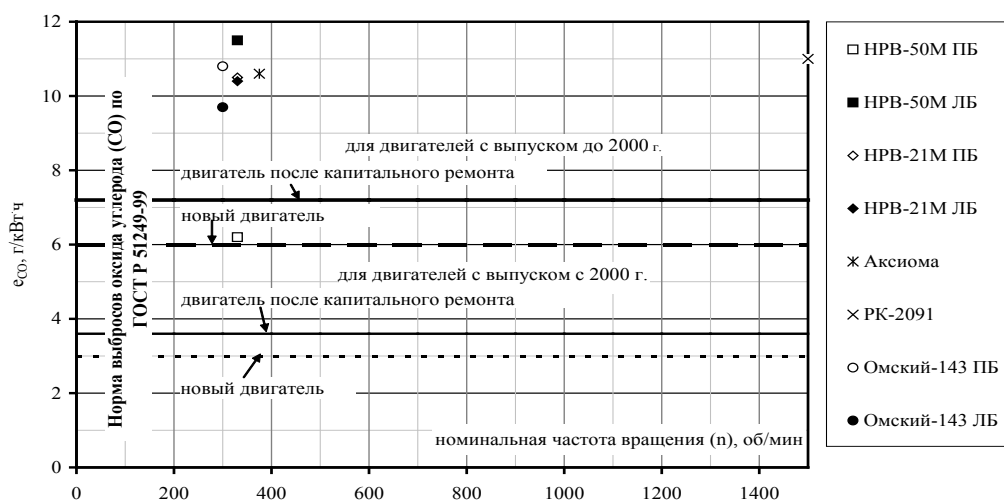 12
10
8
6
4
2
0
0
200
400
600
800
1000
1200
1400
eCO, г/кВт·ч
Норма выбросов оксида углерода (СО) по
ГОСТ Р 51249-99
для двигателей с выпуском до 2000 г.
двигатель после капитального ремонта
новый двигатель
для двигателей с выпуском с 2000 г.
двигатель после капитального ремонта
новый двигатель
номинальная частота вращения (n), об/мин
НРВ-50М ПБ
НРВ-50М ЛБ
НРВ-21М ПБ
НРВ-21М ЛБ
Аксиома
РК-2091
Омский-143 ПБ
Омский-143 ЛБ